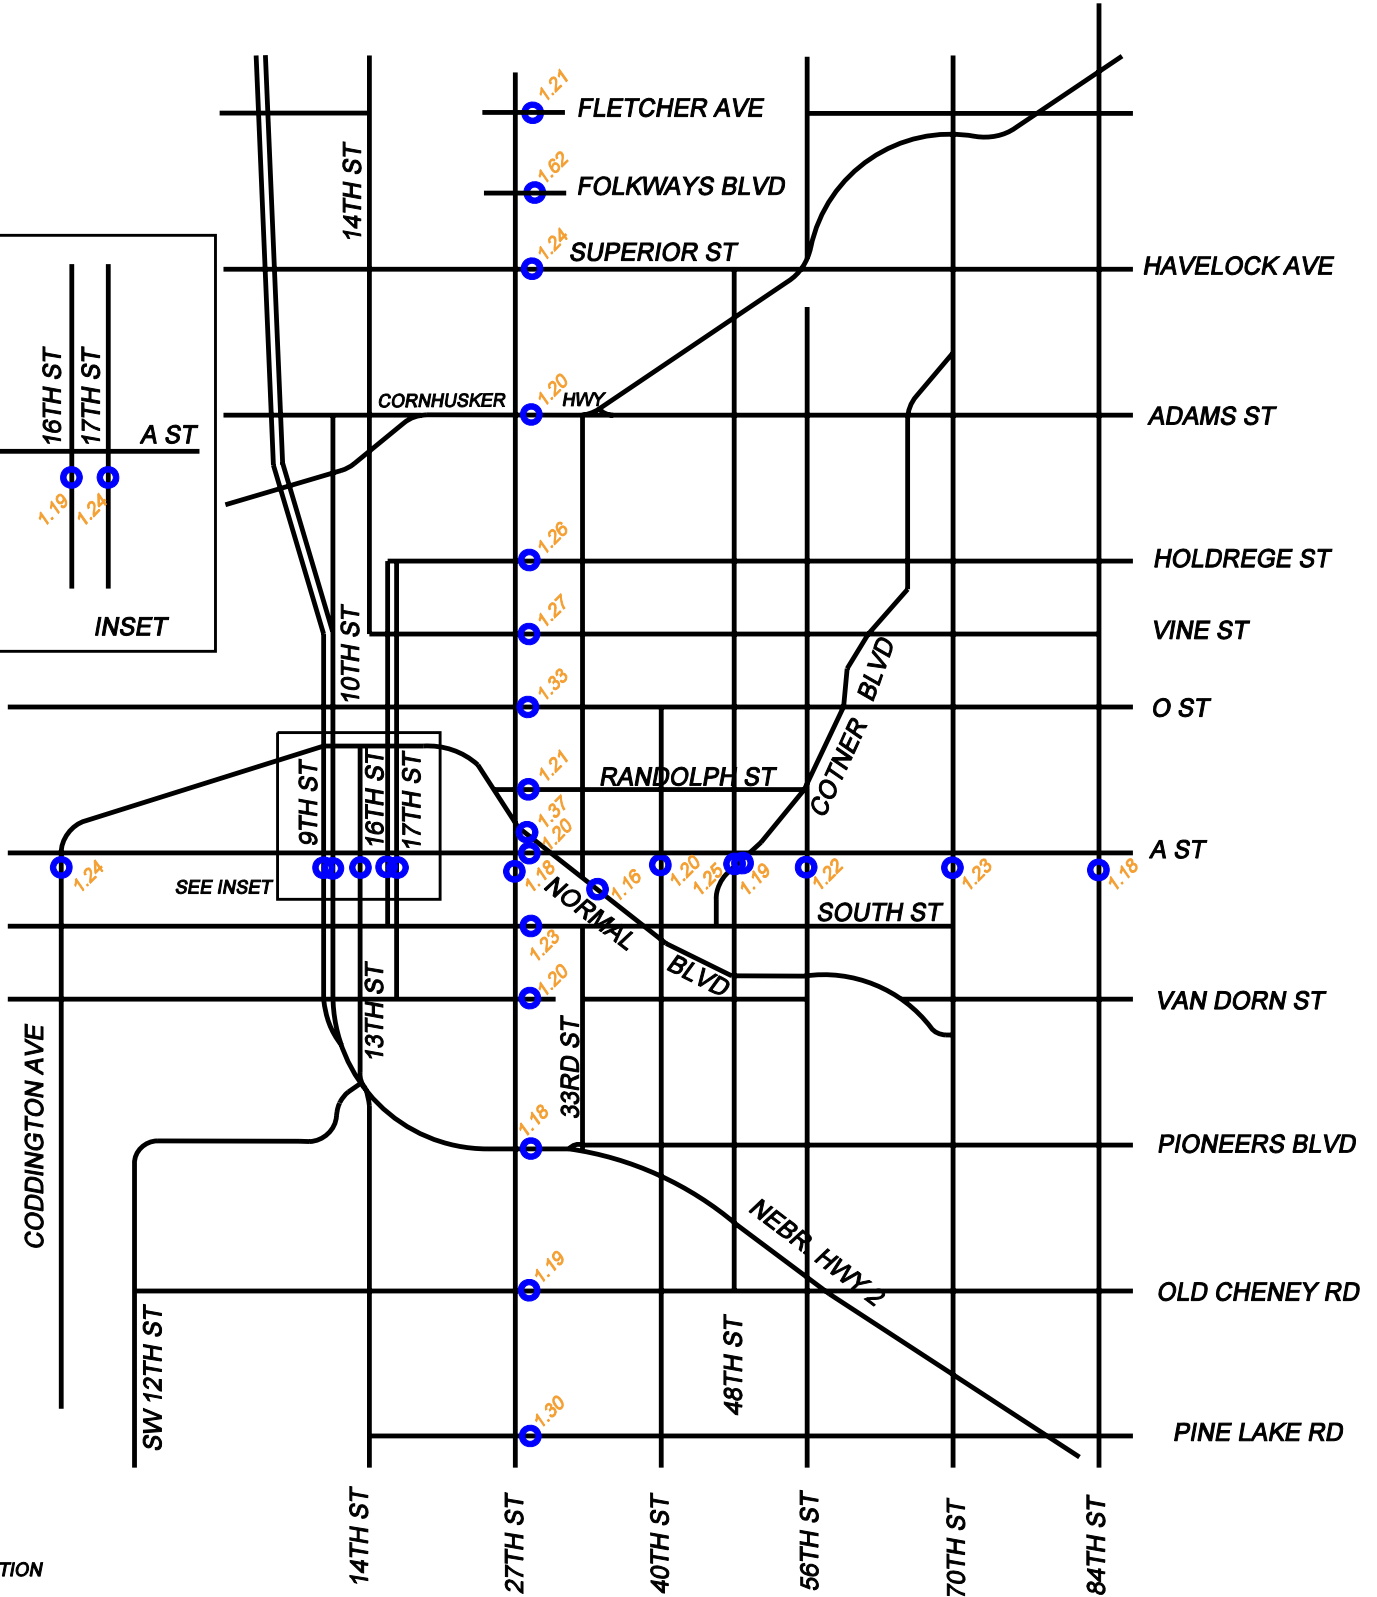 1.21
FLETCHER AVE
14TH ST
1.62
FOLKWAYS BLVD
1.24
SUPERIOR ST
HAVELOCK AVE
16TH ST
17TH ST
A ST
1.19
1.24
INSET
CORNHUSKER
1.20
HWY
ADAMS ST
1.26
HOLDREGE ST
10TH ST
1.27
VINE ST
BLVD
1.33
O ST
COTNER
9TH ST
16TH ST
17TH ST
1.21
RANDOLPH ST
1.37
1.20
A ST
1.24
SEE INSET
1.18
1.16
1.20
1.25
1.19
1.22
1.23
1.18
NORMAL
SOUTH ST
1.23
BLVD
1.20
VAN DORN ST
13TH ST
CODDINGTON AVE
33RD ST
1.18
PIONEERS BLVD
NEBR. HWY 2
1.19
OLD CHENEY RD
SW 12TH ST
48TH ST
1.30
PINE LAKE RD
14TH ST
27TH ST
40TH ST
56TH ST
70TH ST
84TH ST
TION